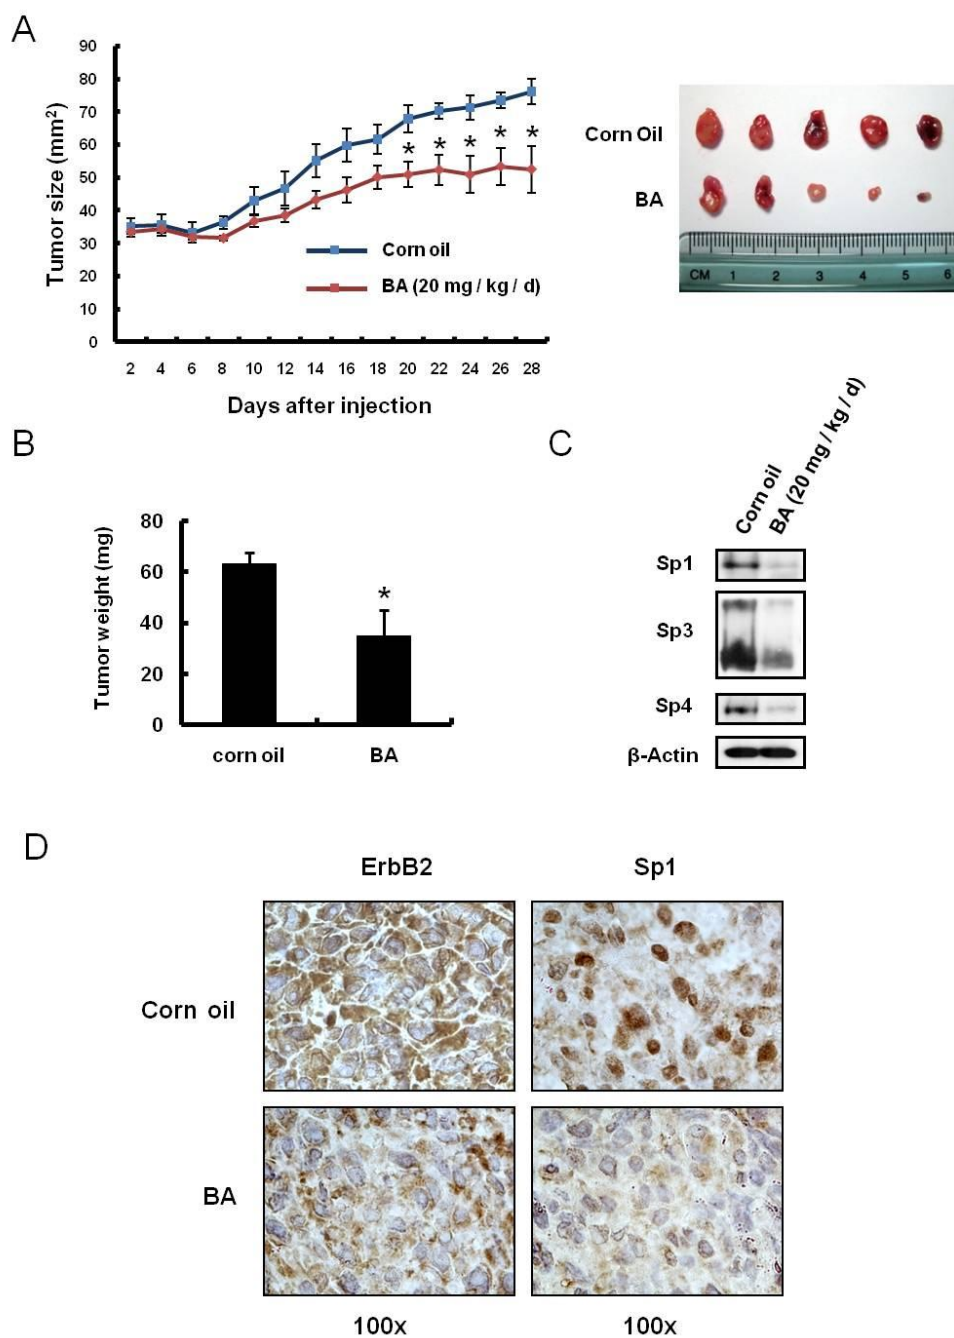 A
90
80
70
60
50
40
30
20
10
0
Tumor size (mm2)
* * * * *
Corn oil
BA (20 mg / kg / d)
2 4 6 8 10 12 14 16 18 20 22 24 26 28
Days after injection
Corn Oil
BA
CM 1 2 3 4 5 6
B
80
60
40
20
0
Tumor weight (mg)
*
corn oil BA
C
Corn oil
BA (20 mg / kg / d)
Sp1
Sp3
Sp4
β-Actin
D
ErbB2 Sp1
Corn oil
BA
100x 100x